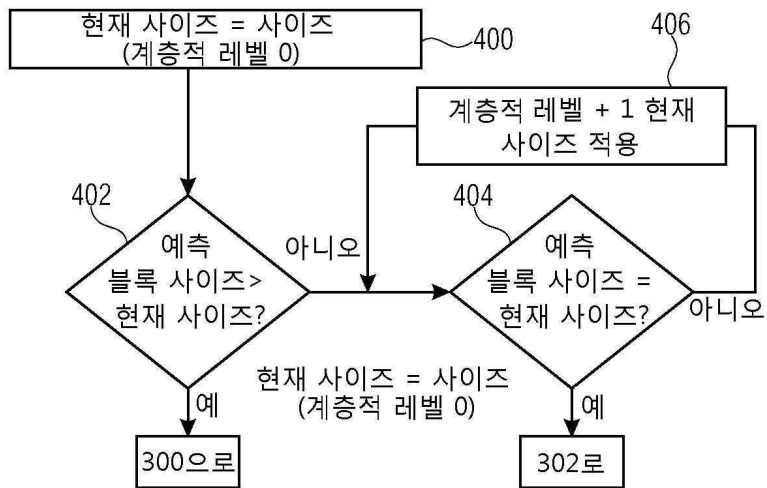 현재 사이즈 = 사이즈
(계층적 레벨 0)
400
406
계층적 레벨 + 1 현재
사이즈 적용
402
예측
블록 사이즈>
현재 사이즈?
아니오
404
예측
블록 사이즈 =
현재 사이즈?
아니오
현재 사이즈 = 사이즈
(계층적 레벨 0)
예
예
300으로
302로